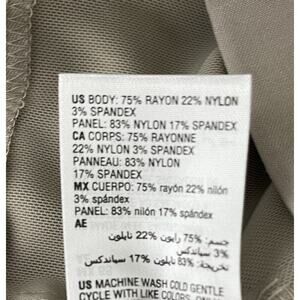 US BODY: 75% RAYON 22% NYLON
3% SPANDEX
PANEL: 83% NYLON 17% SPANDEX
CA CORPS: 75% RAYONNE
22% NYLON 3% SPANDEX
PANNEAU: 83% NYLON
17% SPANDEX
MX CUERPO: 75% rayón 22% nilón
3% spándex
PANEL: 83% nilón 17% spándex
AE
جسم: 75% رايون 22% نايلون
3% سباندكس
83% نايلون 17% سباندكس
US MACHINE WASH COLD GENTLE
CYCLE WITH LIKE COLORS.